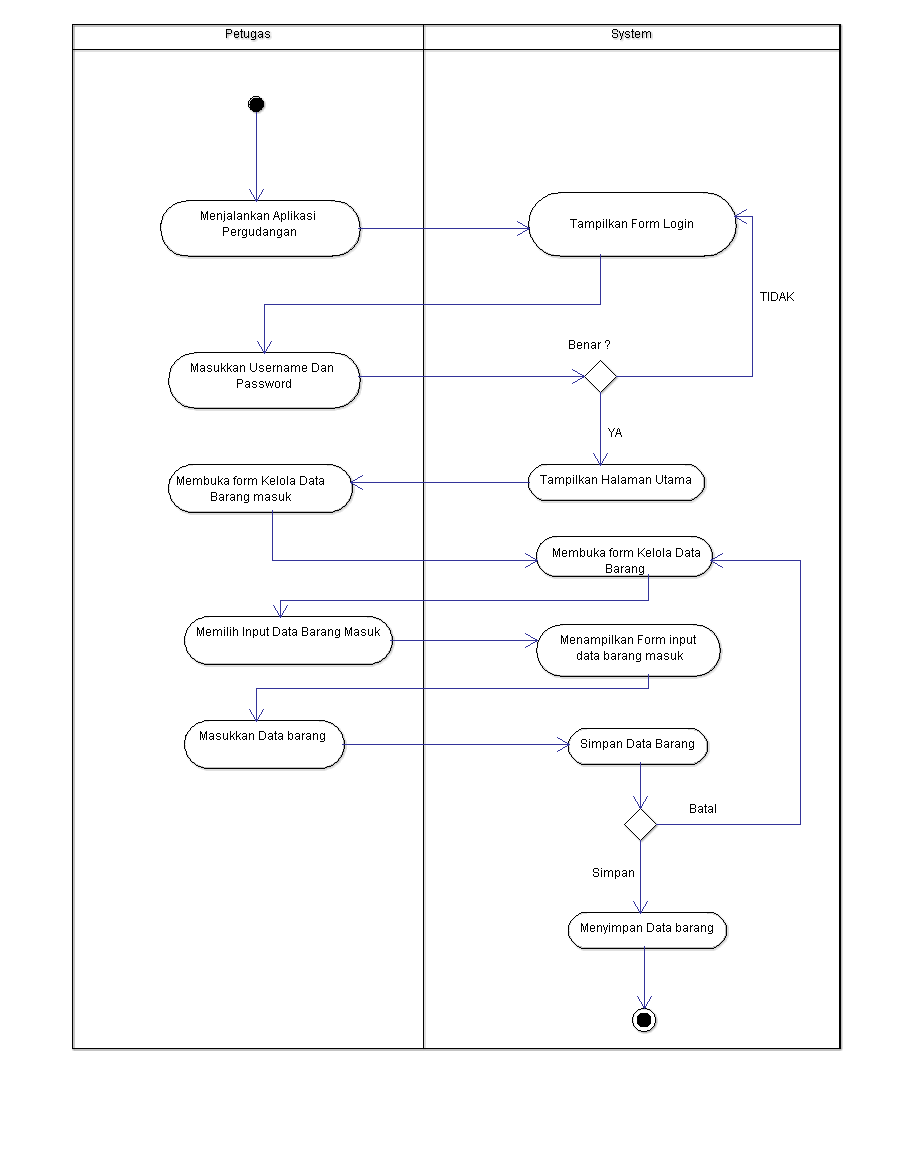 Petugas
System
Menjalankan Aplikasi
Pergudangan
Tampilkan Form Login
TIDAK
Benar ?
Masukkan Username Dan
Password
YA
Membuka form Kelola Data
Barang masuk
Tampilkan Halaman Utama
Membuka form Kelola Data
Barang
Memilih Input Data Barang Masuk
Menampilkan Form input
data barang masuk
Masukkan Data barang
Simpan Data Barang
Batal
Simpan
Menyimpan Data barang